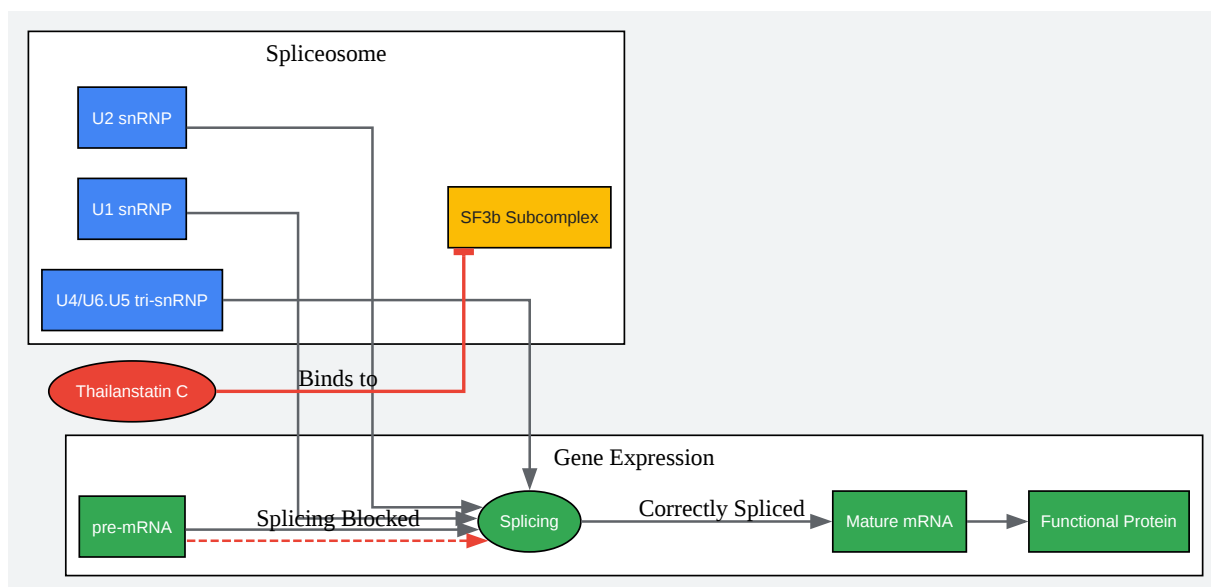 Spliceosome
U2 snRNP
U1 snRNP
SF3b Subcomplex
U4/U6.U5 tri-snRNP
Thailanstatin C
Binds to
Gene Expression
pre-mRNA
Splicing Blocked
Splicing
Correctly Spliced
Mature mRNA
Functional Protein